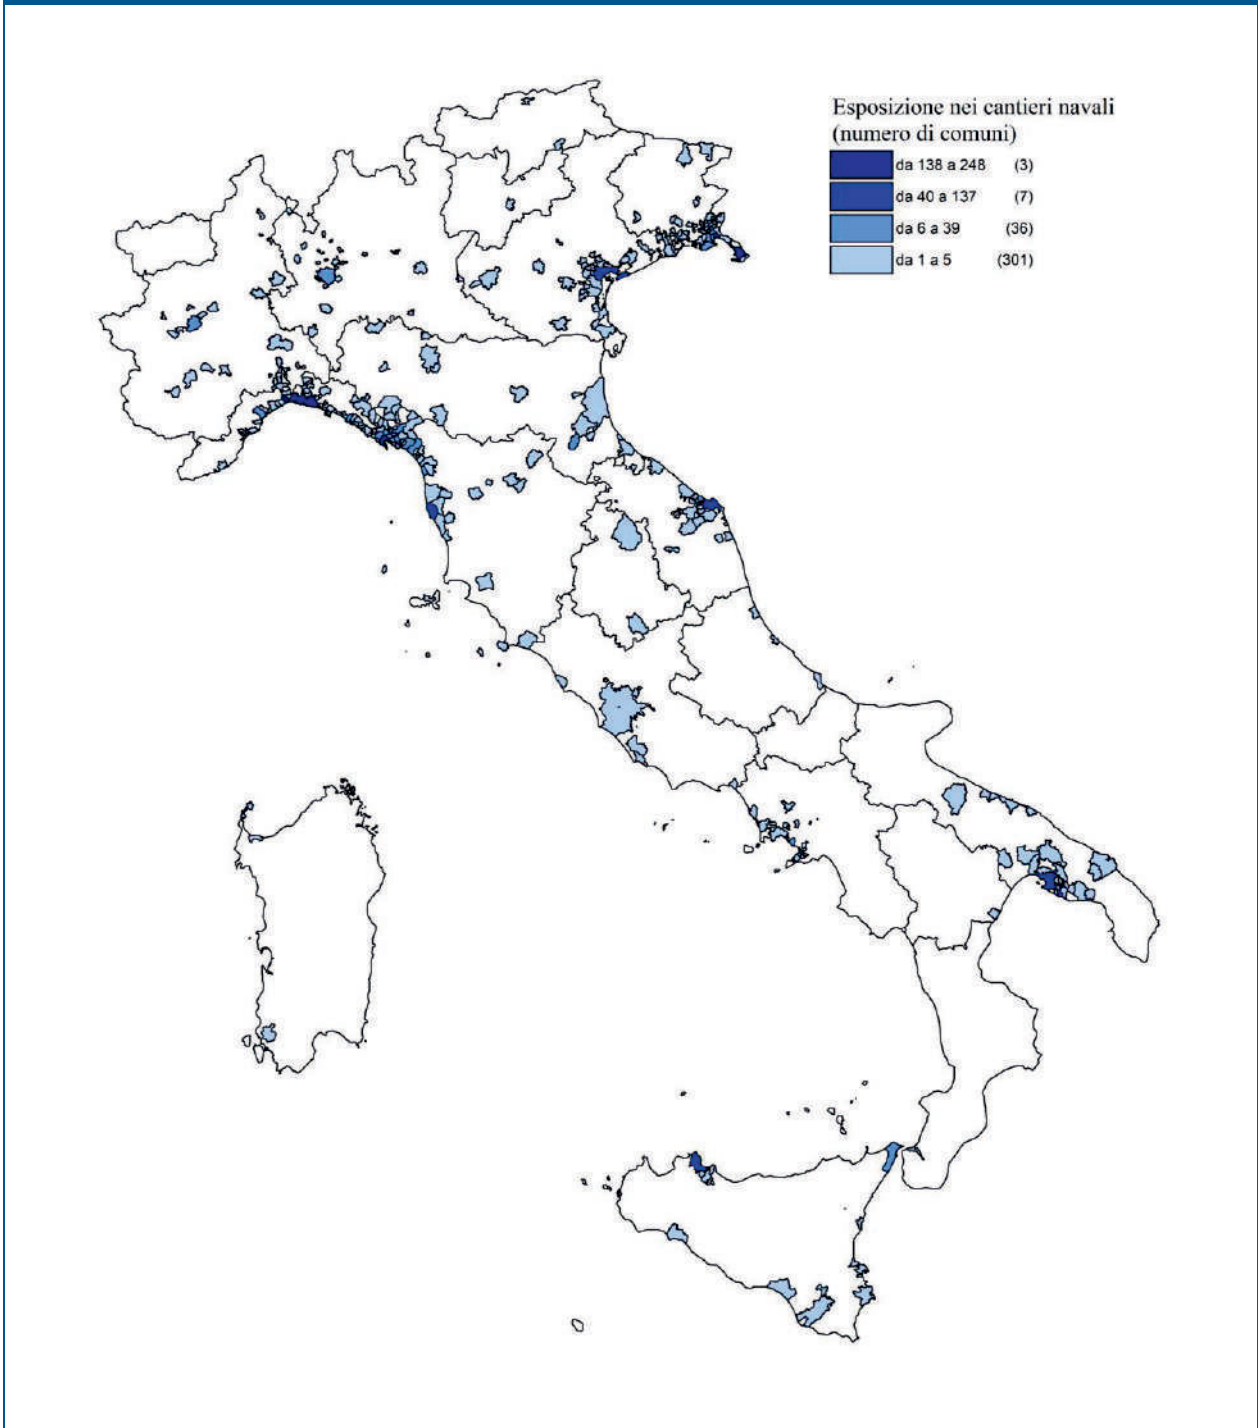 Esposizione nei cantieri navali
(numero di comuni)
da 138 a 248 (3)
da 40 a 137 (7)
da 6 a 39 (36)
da 1 a 5 (301)